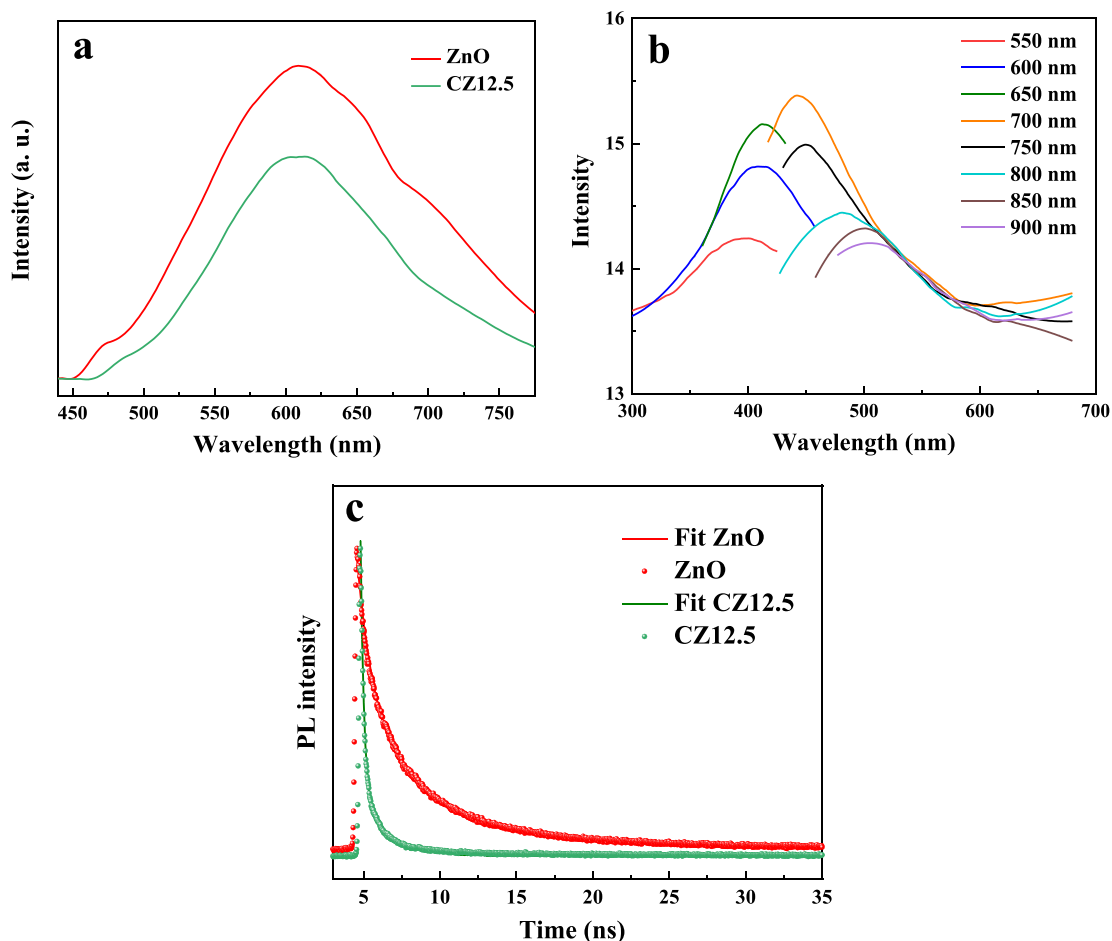 a
ZnO
CZ12.5
Intensity (a. u.)
450 500 550 600 650 700 750
Wavelength (nm)
b
550 nm
600 nm
650 nm
700 nm
750 nm
800 nm
850 nm
900 nm
Intensity
16
15
14
13
300 400 500 600 700
Wavelength (nm)
c
Fit ZnO
ZnO
Fit CZ12.5
CZ12.5
PL intensity
5 10 15 20 25 30 35
Time (ns)